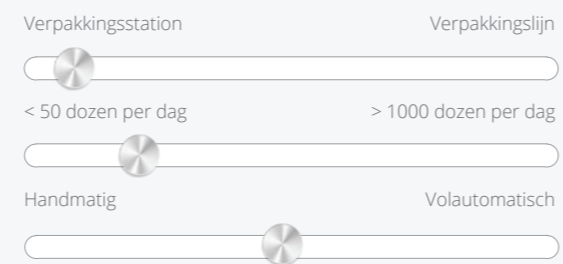 Verpakkingsstation Verpakkingslijn
< 50 dozen per dag > 1000 dozen per dag
Handmatig Volautomatisch